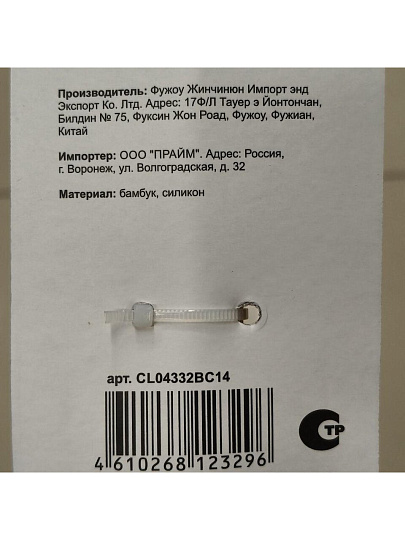 Производитель: Фужоу Жинчинюн Импорт энд
Экспорт Ко. Лтд. Адрес: 17Ф/Л Тауер э Йонтончан,
Билдин № 75, Фуксин Жон Роад, Фужоу, Фужиан,
Китай
Импортер: ООО "ПРАЙМ". Адрес: Россия,
г. Воронеж, ул. Волгоградская, д. 32
Материал: бамбук, силикон
арт. CL04332BC14
4 610268 123296
СТР